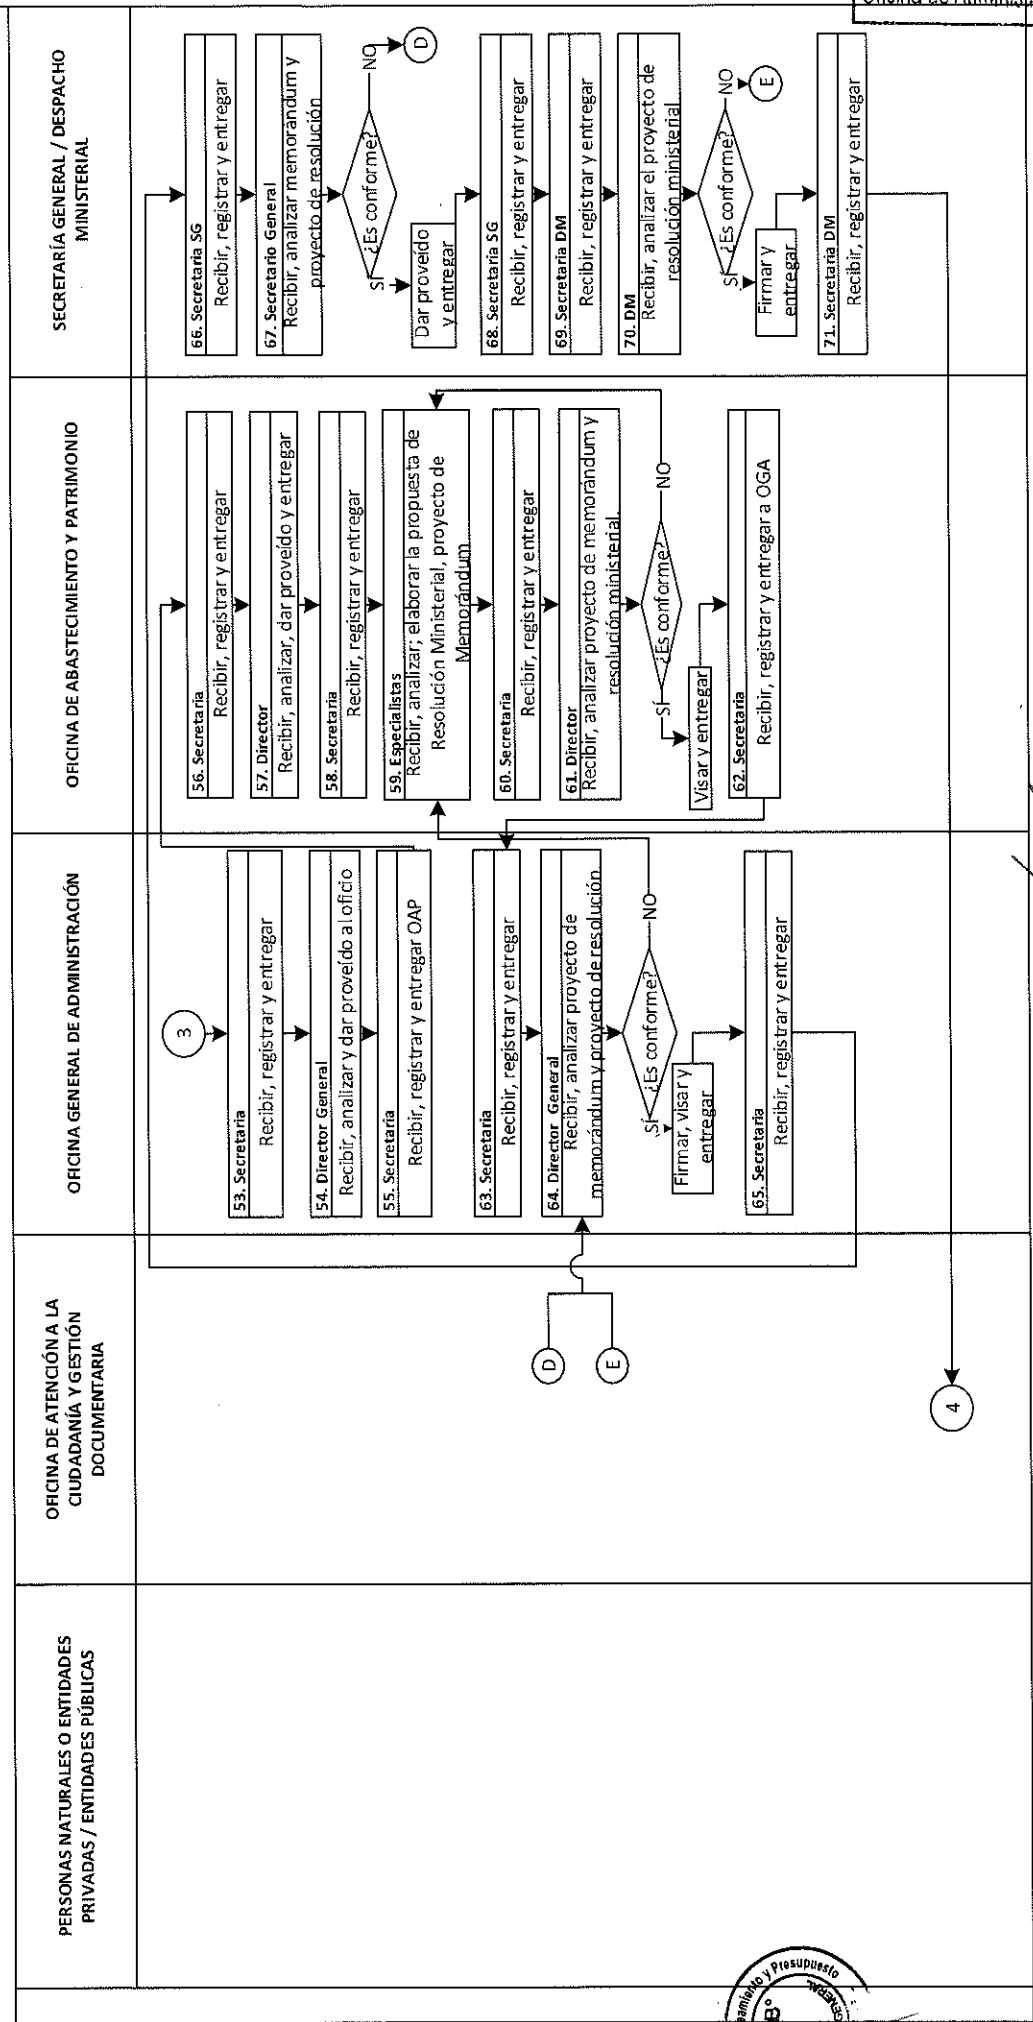 PERSONAS NATURALES O ENTIDADES
PRIVADAS / ENTIDADES PÚBLICAS
OFICINA DE ATENCIÓN A LA
CIUDADANÍA Y GESTIÓN
DOCUMENTARIA
OFICINA GENERAL DE ADMINISTRACIÓN
OFICINA DE ABASTECIMIENTO Y PATRIMONIO
SECRETARÍA GENERAL / DESPACHO
MINISTERIAL
D
E
4
3
53. Secretaria
Recibir, registrar y entregar
54. Director General
Recibir, analizar y dar proveído al oficio
55. Secretaria
Recibir, registrar y entregar OAP
63. Secretaria
Recibir, registrar y entregar
64. Director General
Recibir, analizar proyecto de
memorándum y proyecto de resolución
¿Es conforme?
SÍ
NO
Firmar, visar y
entregar
65. Secretaria
Recibir, registrar y entregar
56. Secretaria
Recibir, registrar y entregar
57. Director
Recibir, analizar, dar proveído y entregar
58. Secretaria
Recibir, registrar y entregar
59. Especialistas
Recibir, analizar; elaborar la propuesta de
Resolución Ministerial, proyecto de
Memorándum
60. Secretaria
Recibir, registrar y entregar
61. Director
Recibir, analizar proyecto de memorándum y
resolución ministerial.
¿Es conforme?
SÍ
NO
Visar y entregar
62. Secretaria
Recibir, registrar y entregar a OGA
66. Secretaria SG
Recibir, registrar y entregar
67. Secretario General
Recibir, analizar memorándum y
proyecto de resolución
¿Es conforme?
SÍ
NO
D
Dar proveído
y entregar
68. Secretaria SG
Recibir, registrar y entregar
69. Secretaria DM
Recibir, registrar y entregar
70. DM
Recibir, analizar el proyecto de
resolución ministerial
¿Es conforme?
SÍ
NO
E
Firmar y
entregar
71. Secretaria DM
Recibir, registrar y entregar
y Presupuesto
GENERAL